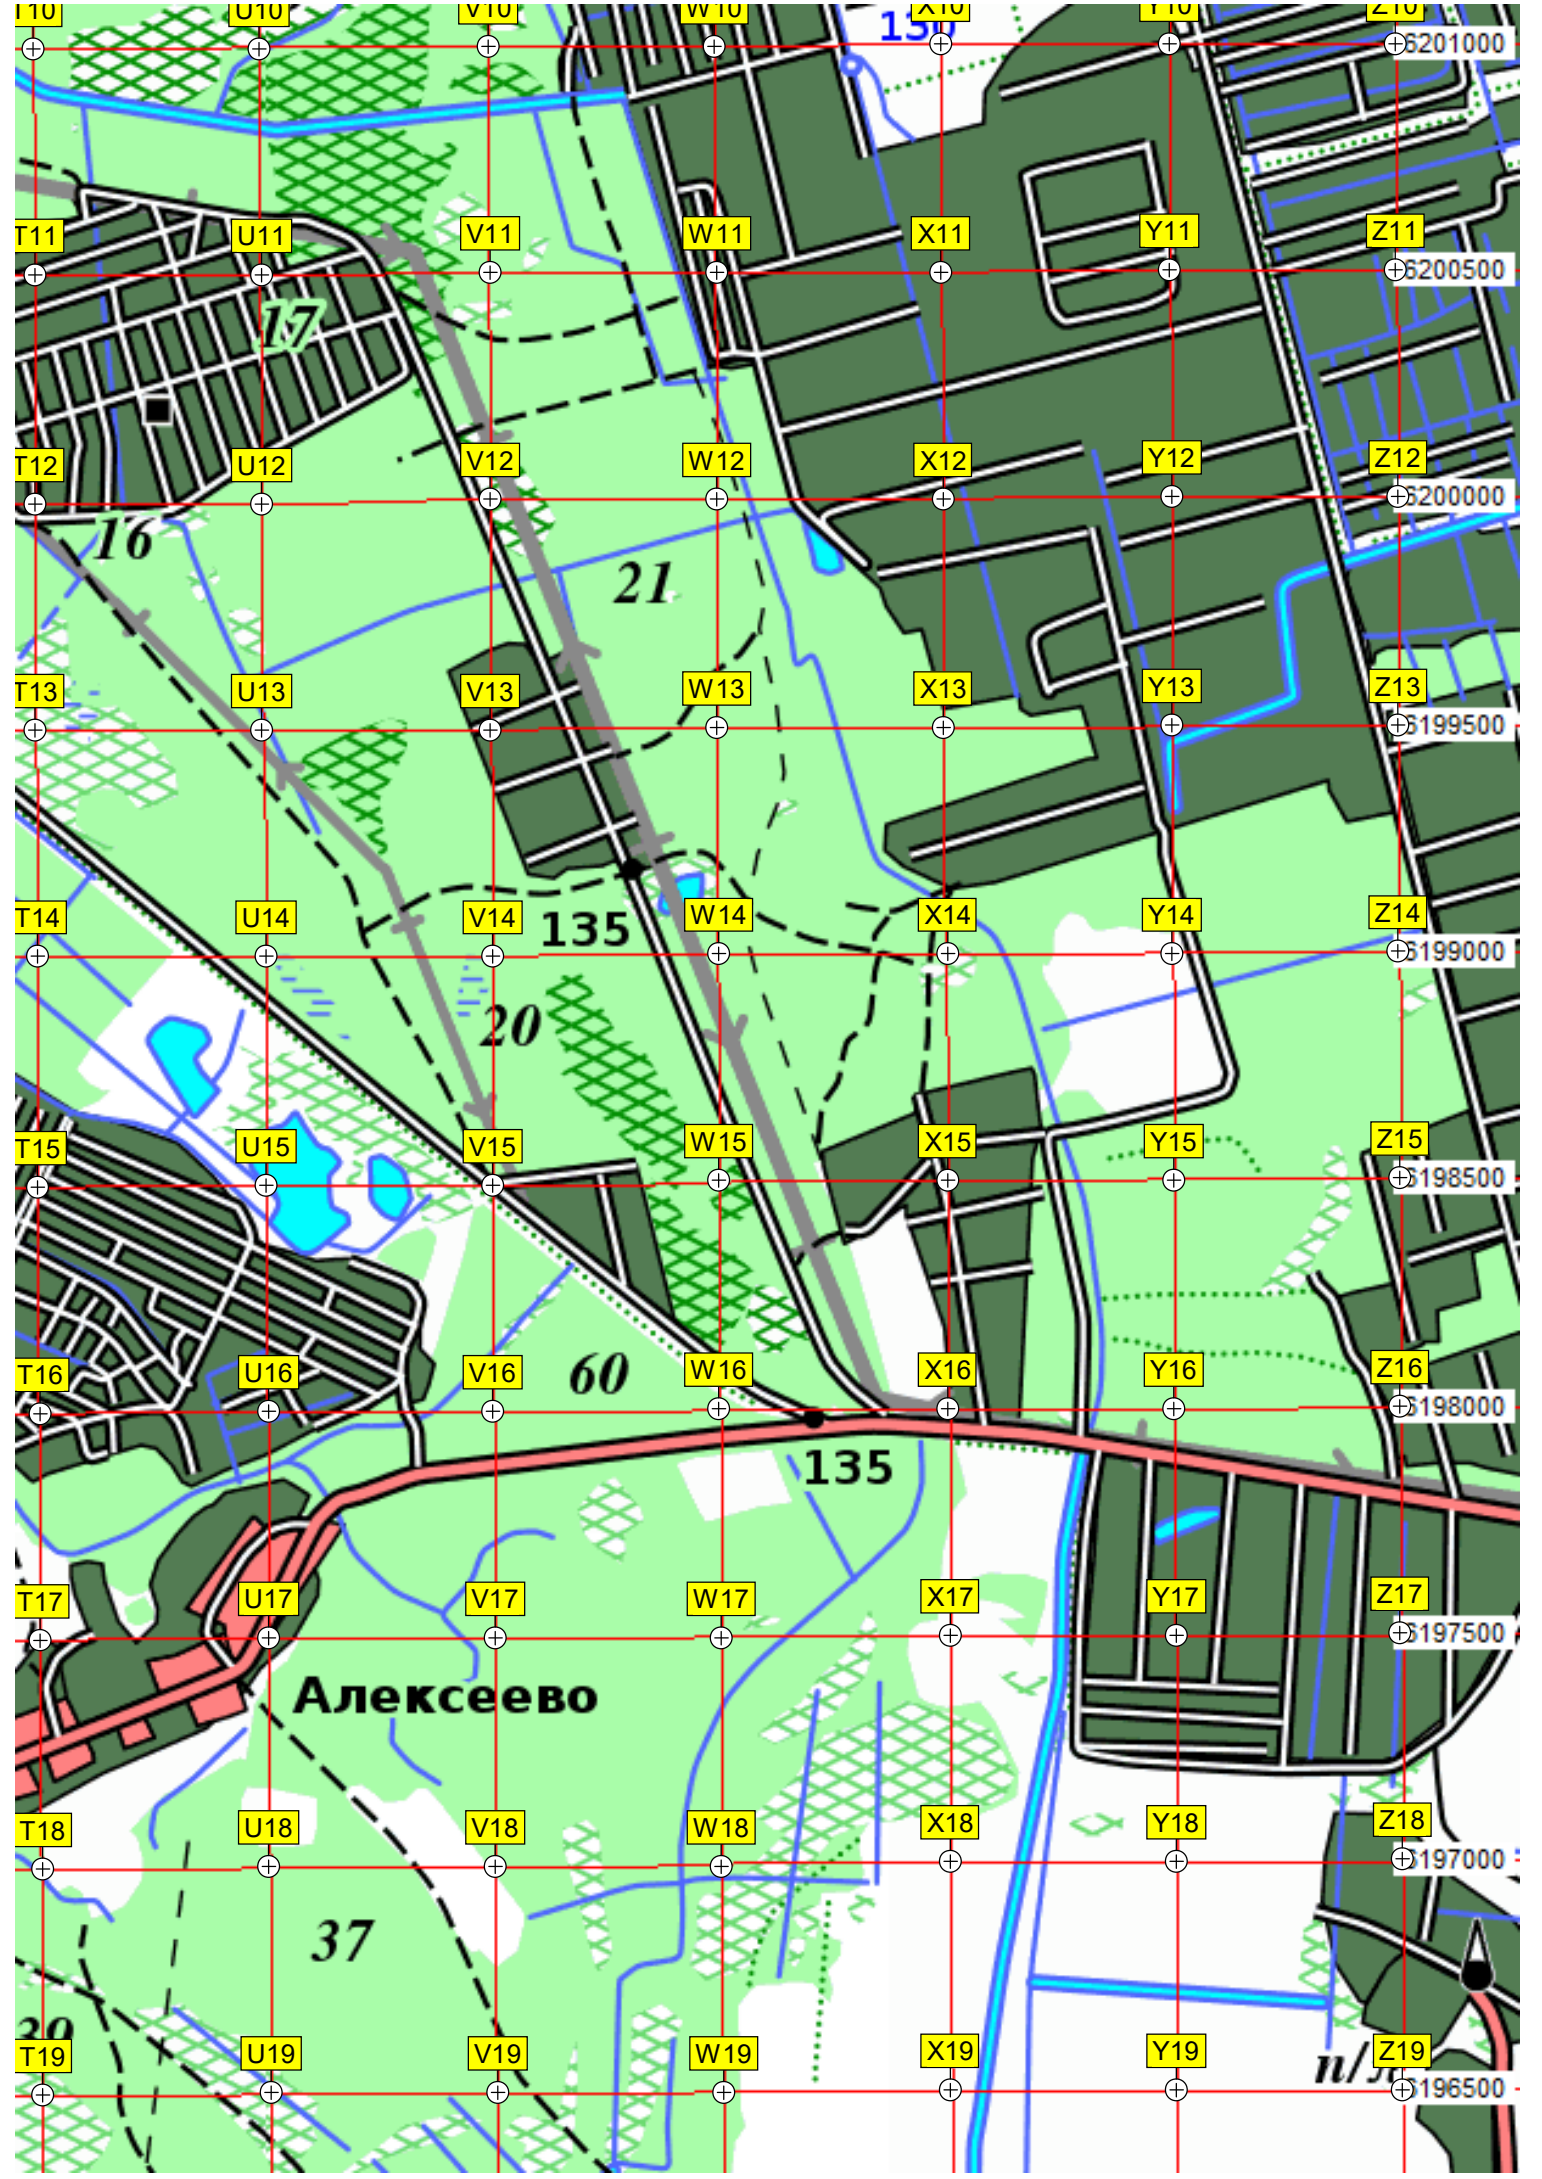 T10 U10 V10 W10 X10 Y10 Z10
130
6201000
T11 U11 V11 W11 X11 Y11 Z11
6200500
17
T12 U12 V12 W12 X12 Y12 Z12
6200000
16
21
T13 U13 V13 W13 X13 Y13 Z13
6199500
T14 U14 V14 W14 X14 Y14 Z14
135
6199000
20
T15 U15 V15 W15 X15 Y15 Z15
6198500
T16 U16 V16 W16 X16 Y16 Z16
60
6198000
135
T17 U17 V17 W17 X17 Y17 Z17
6197500
Алексеево
T18 U18 V18 W18 X18 Y18 Z18
6197000
37
39
T19 U19 V19 W19 X19 Y19 Z19
п/л
6196500